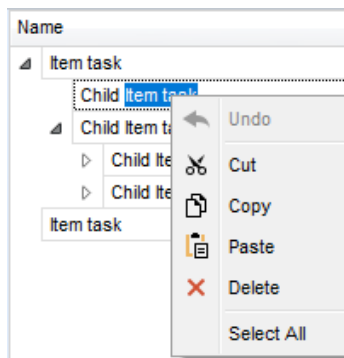 Name
Item task
Child Item task
Child Item ta
Child Ite
Child Ite
Item task
Undo
Cut
Copy
Paste
Delete
Select All